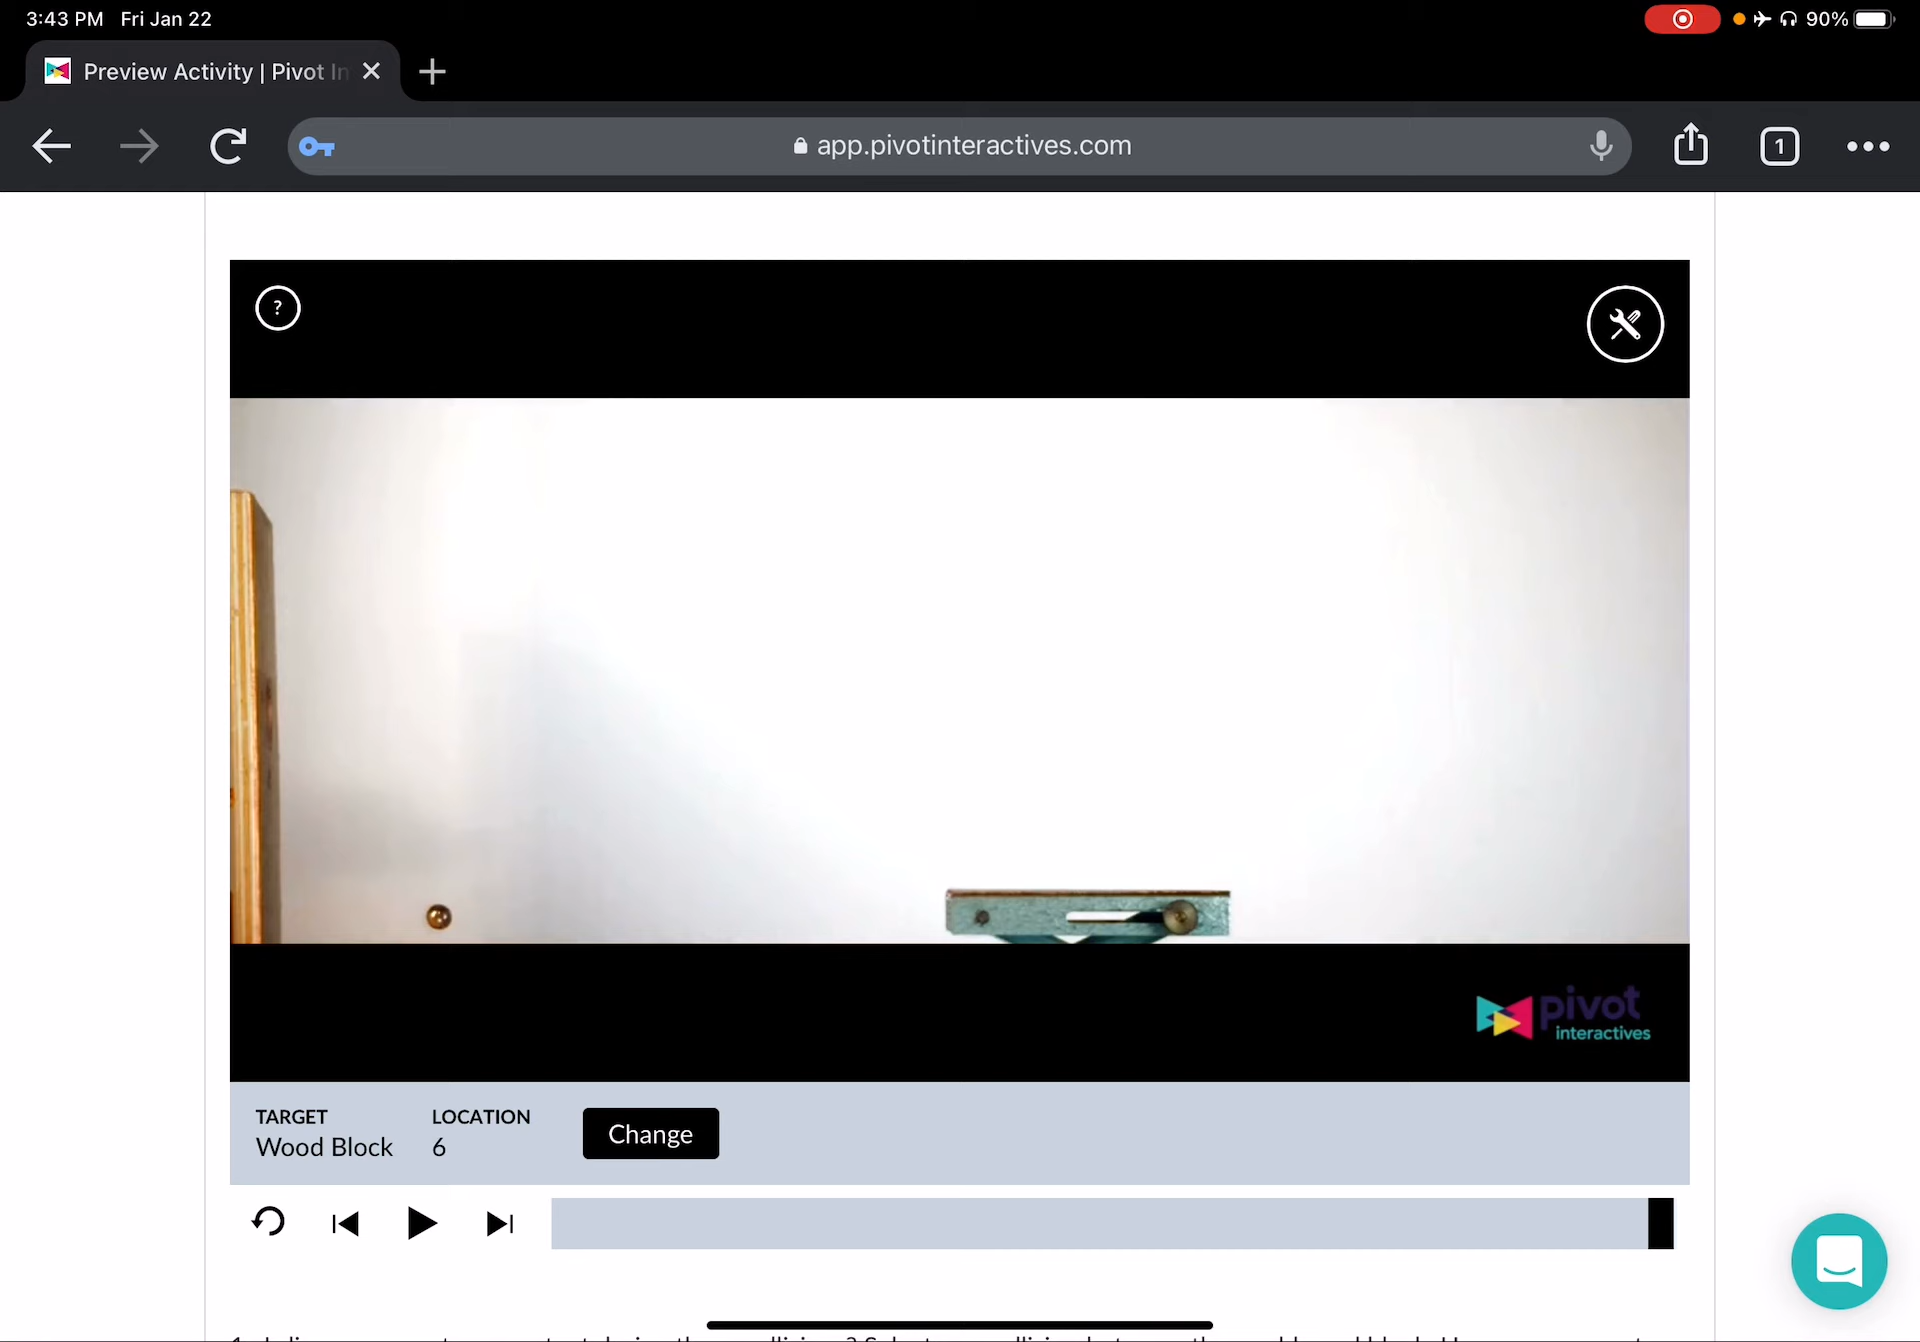 3:43 PM Fri Jan 22
90%
Preview Activity | Pivot In
app.pivotinteractives.com
1
?
pivot
interactives
TARGET
LOCATION
Wood Block
6
Change